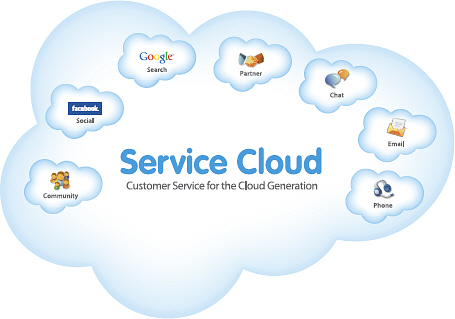 Google
Search
Partner
Chat
facebook.
Social
Email
Service Cloud
Customer Service for the Cloud Generation
Community
Phone